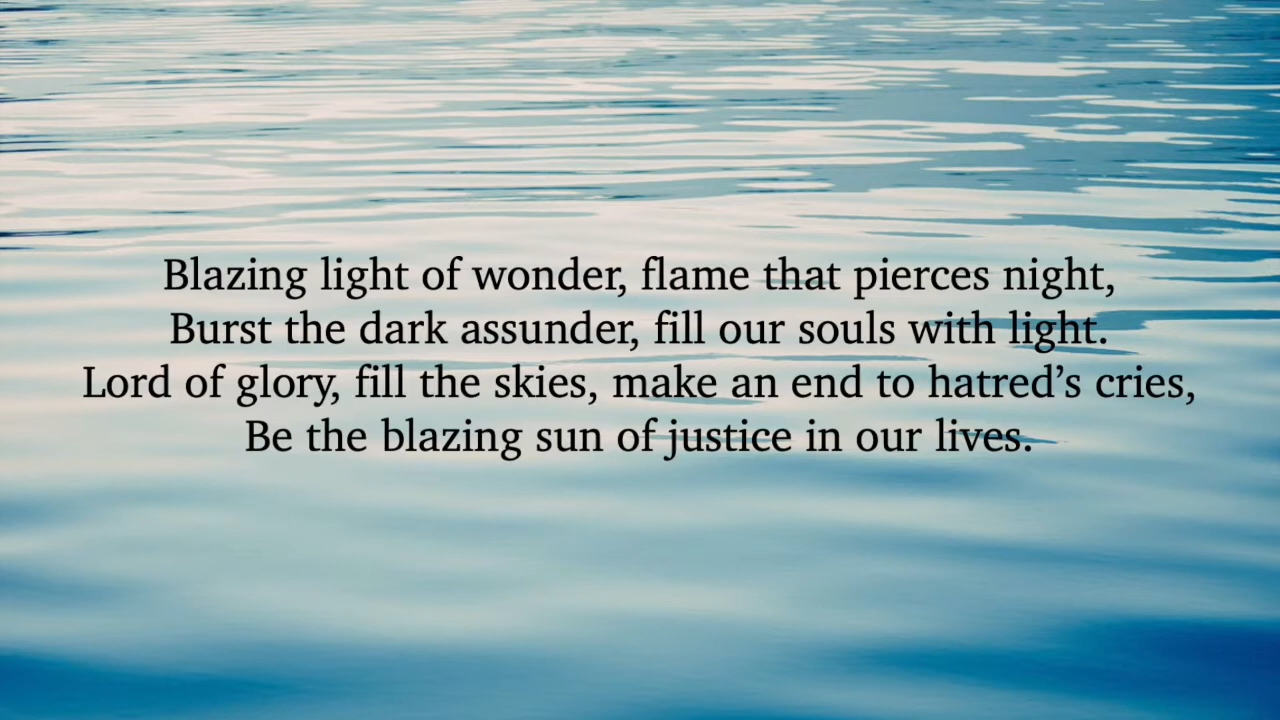 Blazing light of wonder, flame that pierces night,
Burst the dark assunder, fill our souls with light.
Lord of glory, fill the skies, make an end to hatred’s cries,
Be the blazing sun of justice in our lives.